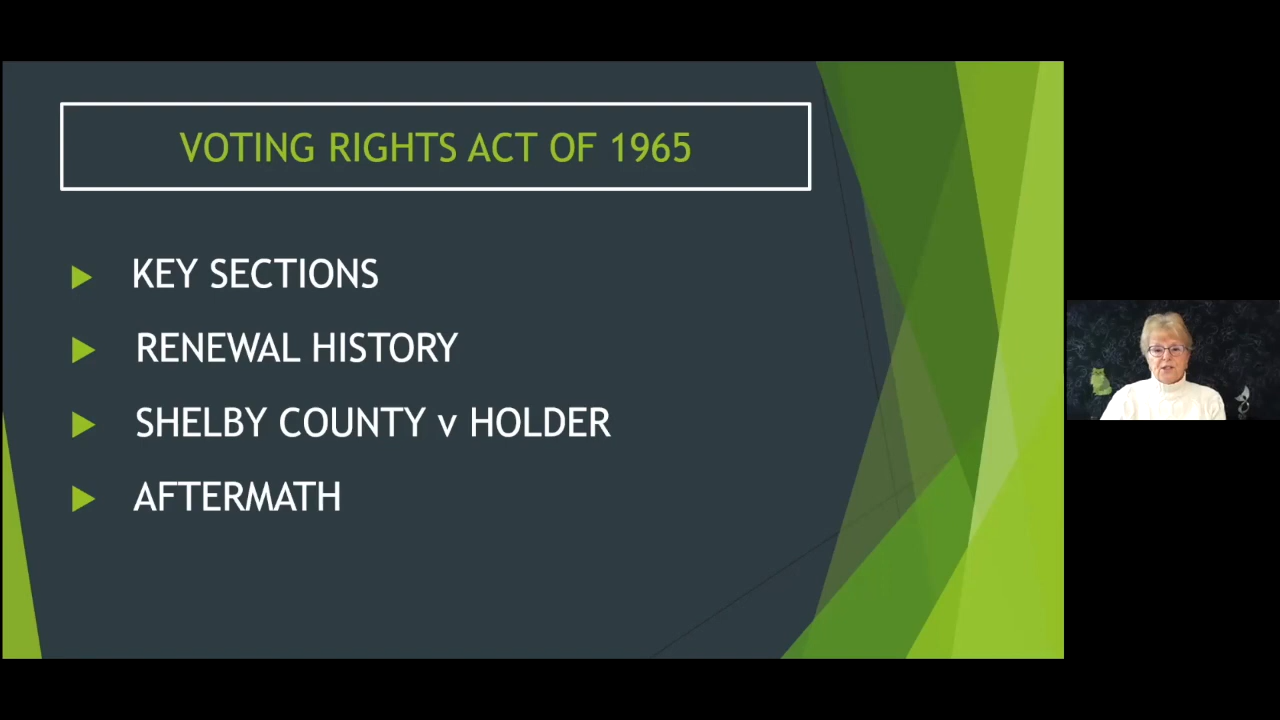 VOTING RIGHTS ACT OF 1965
KEY SECTIONS
RENEWAL HISTORY
SHELBY COUNTY v HOLDER
AFTERMATH